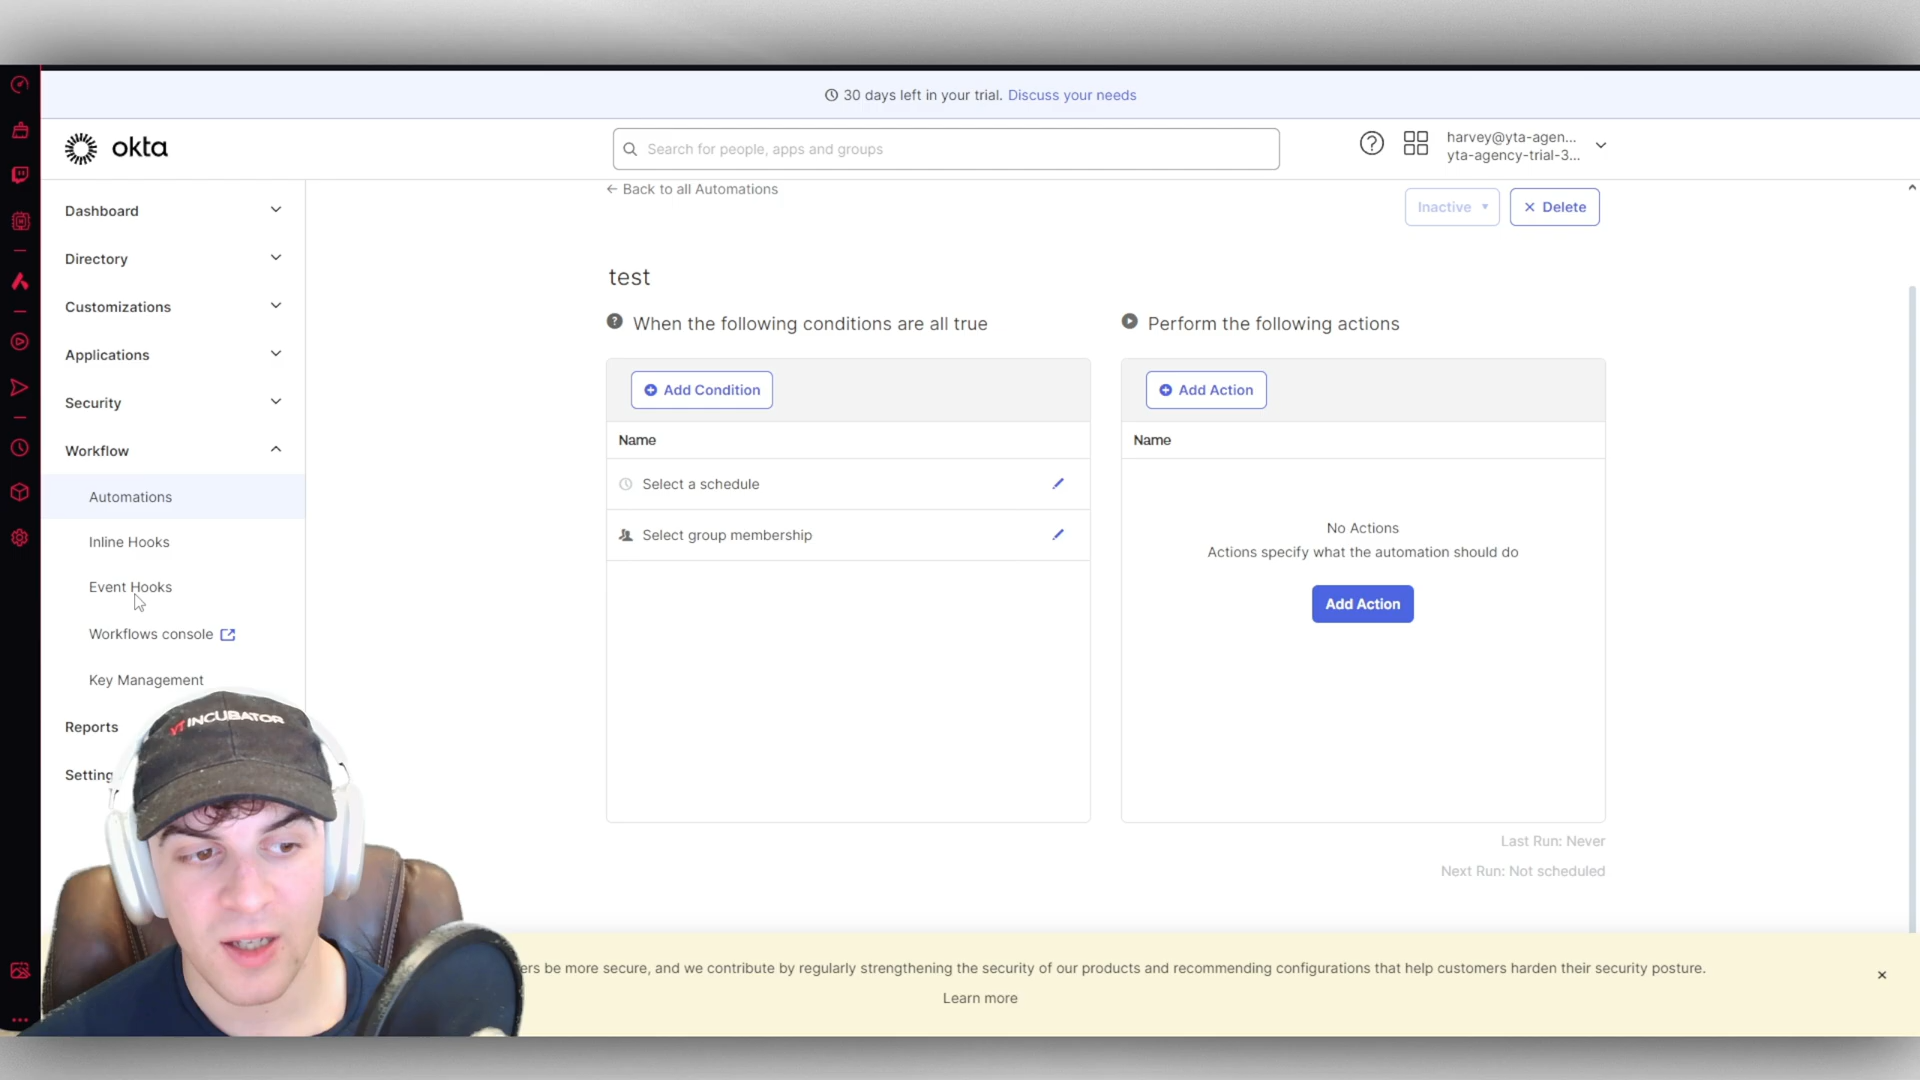 30 days left in your trial. Discuss your needs
okta
Search for people, apps and groups
harvey@yta-agen...
yta-agency-trial-3...
Dashboard
Directory
Customizations
Applications
Security
Workflow
Automations
Inline Hooks
Event Hooks
Workflows console
Key Management
Reports
Setting
← Back to all Automations
Inactive
Delete
test
When the following conditions are all true
Add Condition
Name
Select a schedule
Select group membership
Perform the following actions
Add Action
Name
No Actions
Actions specify what the automation should do
Add Action
Last Run: Never
Next Run: Not scheduled
ers be more secure, and we contribute by regularly strengthening the security of our products and recommending configurations that help customers harden their security posture.
Learn more
YT INCUBATOR